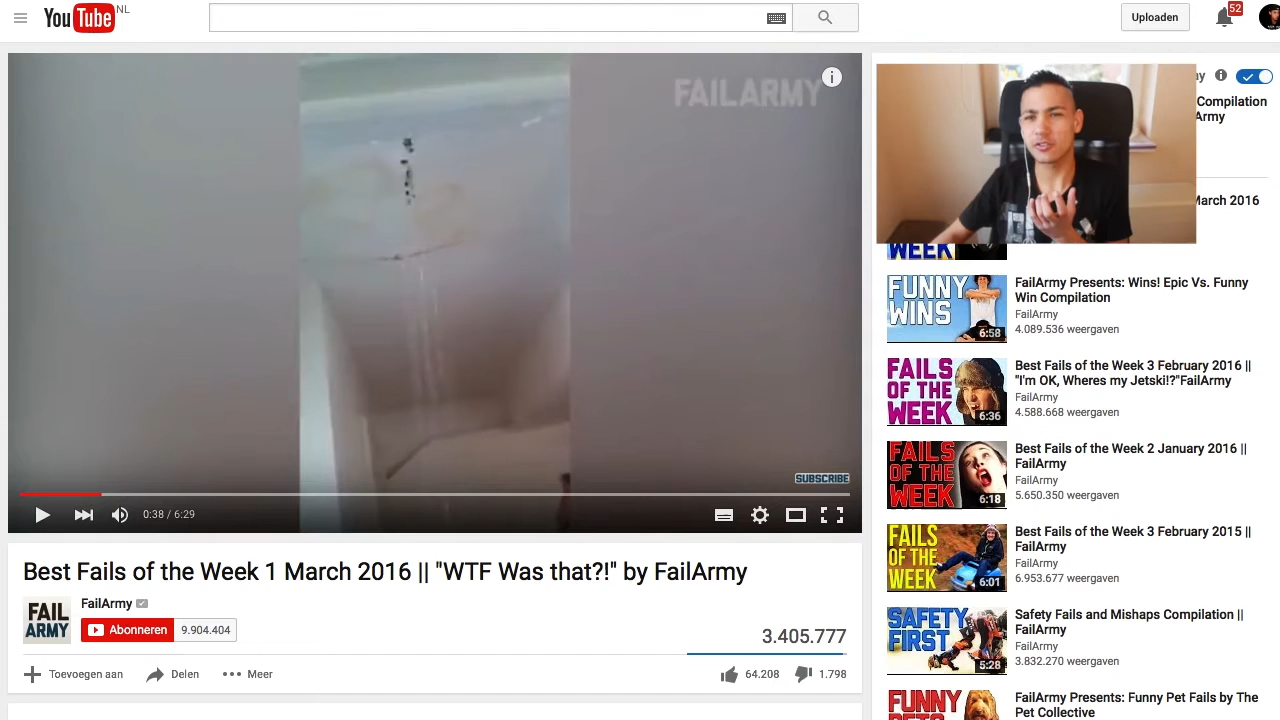 YouTube NL
Uploaden
52
FAILARMY
i
SUBSCRIBE
0:38 / 6:29
Best Fails of the Week 1 March 2016 || "WTF Was that?!" by FailArmy
FAIL
ARMY
FailArmy
Abonneren 9.904.404
3.405.777
Toevoegen aan Delen Meer
64.208 1.798
Compilation
March 2016
WEEK
FUNNY
WINS
6:58
FailArmy Presents: Wins! Epic Vs. Funny
Win Compilation
FailArmy
4.089.536 weergaven
FAILS
OF THE
WEEK
6:36
Best Fails of the Week 3 February 2016 ||
"I'm OK, Wheres my Jetski!?"FailArmy
FailArmy
4.588.668 weergaven
FAILS
OF THE
WEEK
6:18
Best Fails of the Week 2 January 2016 ||
FailArmy
FailArmy
5.650.350 weergaven
FAILS
OF THE
WEEK
6:01
Best Fails of the Week 3 February 2015 ||
FailArmy
FailArmy
6.953.677 weergaven
SAFETY
FIRST
5:28
Safety Fails and Mishaps Compilation ||
FailArmy
FailArmy
3.832.270 weergaven
FUNNY
PETS
FailArmy Presents: Funny Pet Fails by The
Pet Collective